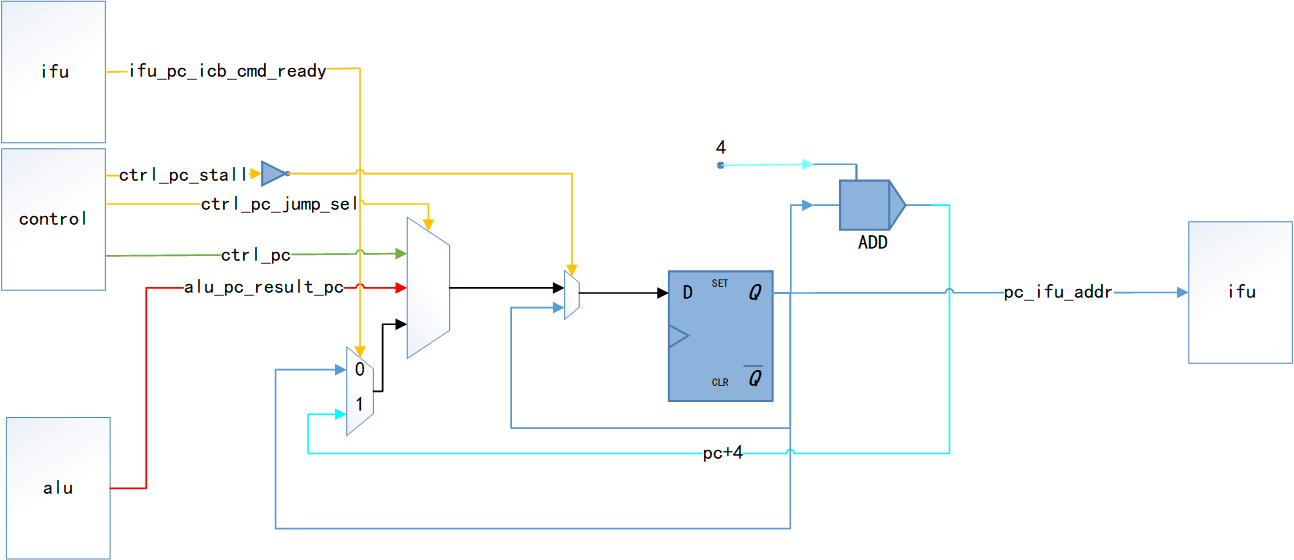 ifu
ifu_pc_icb_cmd_ready
control
ctrl_pc_stall
ctrl_pc_jump_sel
ctrl_pc
alu_pc_result_pc
0
1
alu
D
SET
Q
CLR
Q
4
ADD
pc+4
pc_ifu_addr
ifu